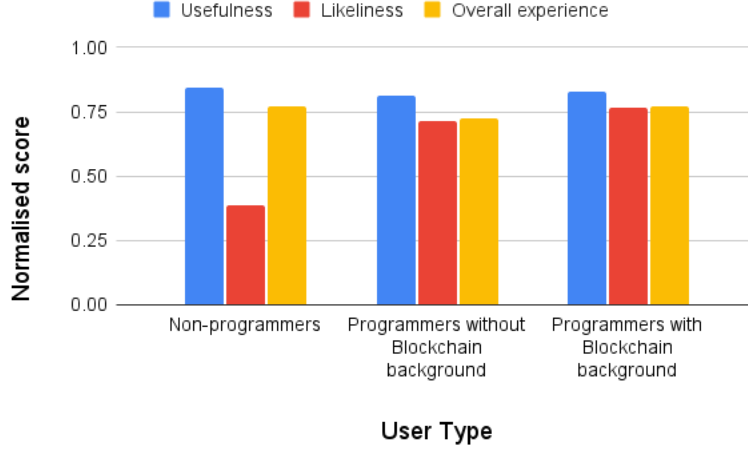 Usefulness Likeliness Overall experience
1.00
0.75
0.50
0.25
0.00
Normalised score
Non-programmers
Programmers without
Blockchain
background
Programmers with
Blockchain
background
User Type